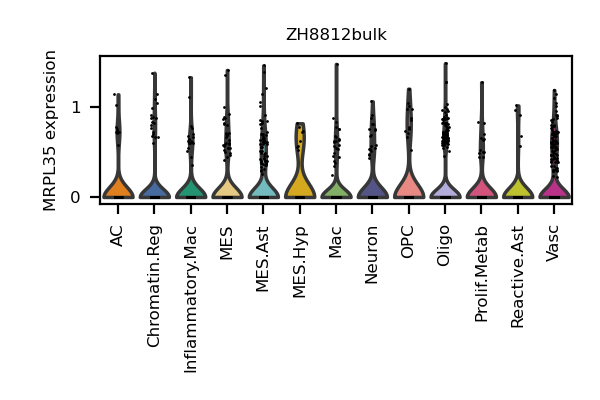 ZH8812bulk
MRPL35 expression
1
0
AC
Chromatin.Reg
Inflammatory.Mac
MES
MES.Ast
MES.Hyp
Mac
Neuron
OPC
Oligo
Prolif.Metab
Reactive.Ast
Vasc